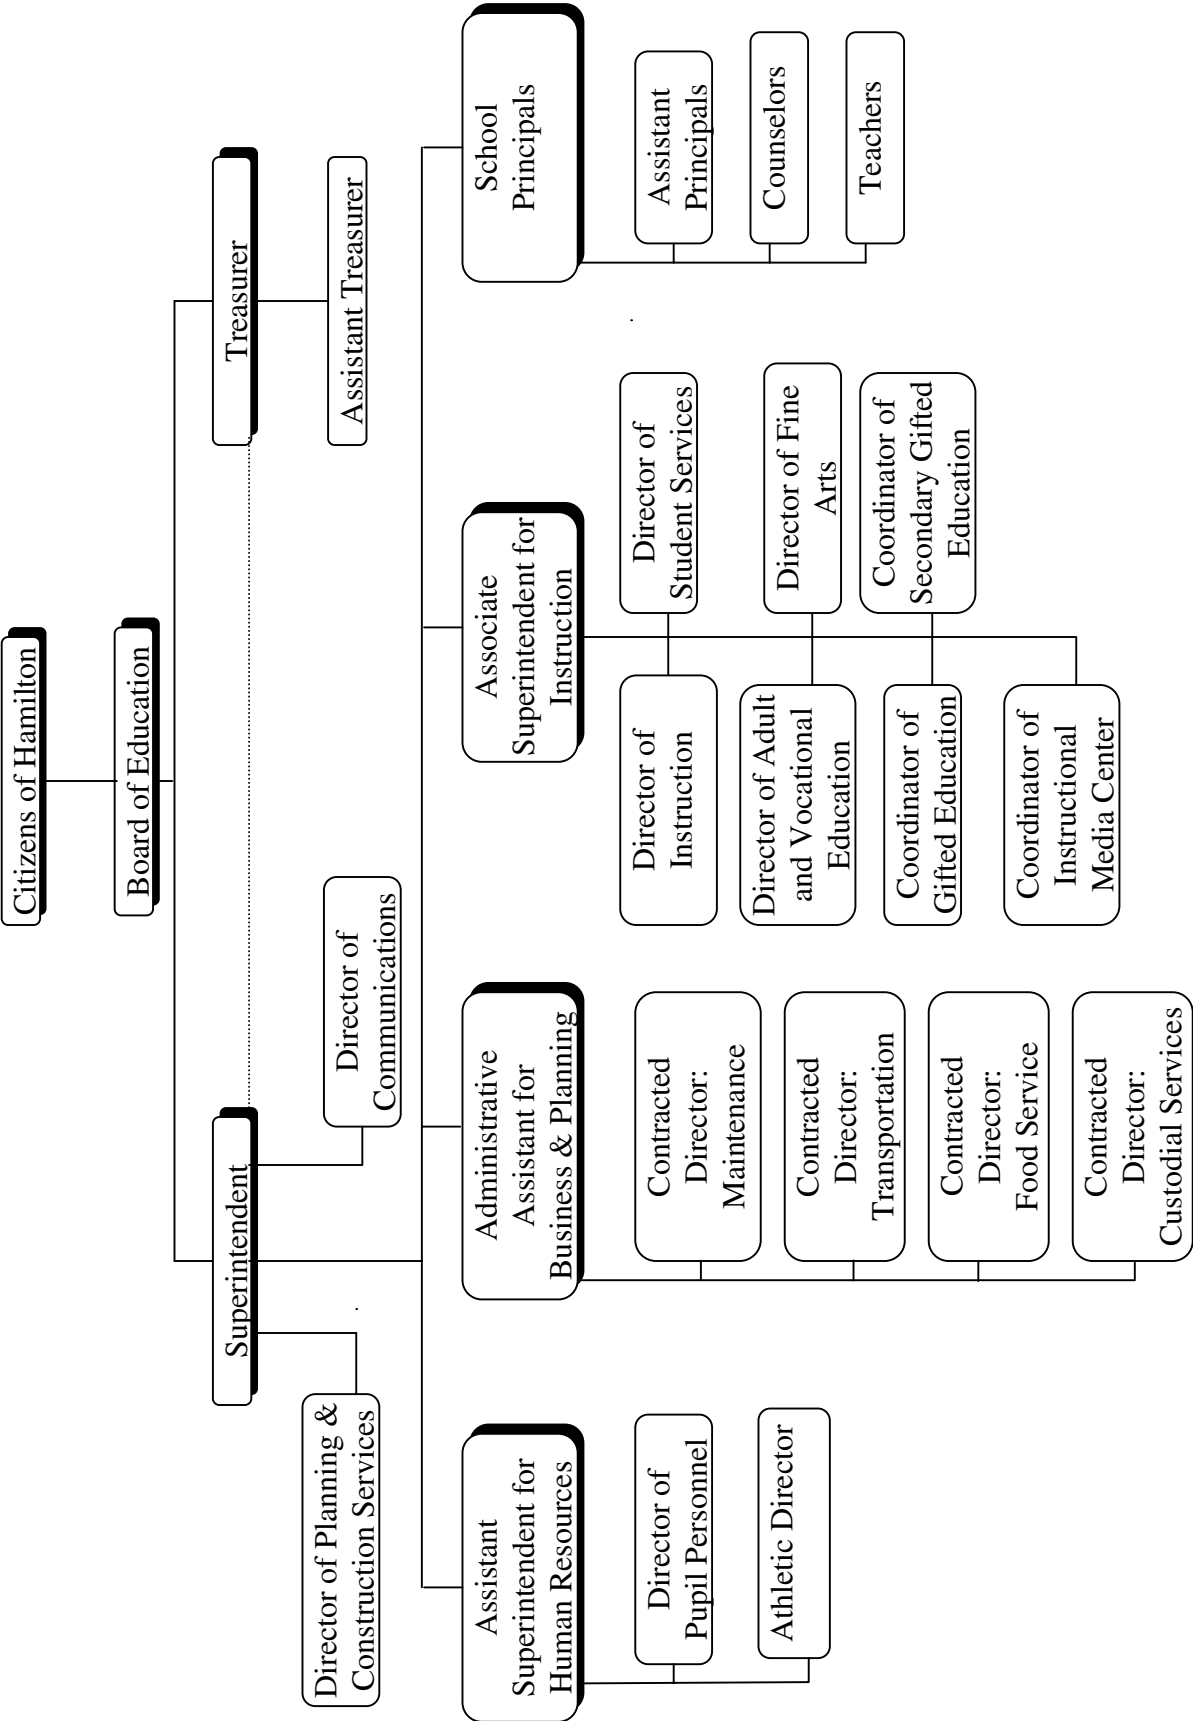 Citizens of Hamilton
Board of Education
Superintendent
Treasurer
Director of Planning &
Construction Services
Director of
Communications
Assistant Treasurer
Assistant
Superintendent for
Human Resources
Administrative
Assistant for
Business & Planning
Associate
Superintendent for
Instruction
School
Principals
Director of
Pupil Personnel
Athletic Director
Contracted
Director:
Maintenance
Contracted
Director:
Transportation
Contracted
Director:
Food Service
Contracted
Director:
Custodial Services
Director of
Instruction
Director of
Student Services
Director of Adult
and Vocational
Education
Director of Fine
Arts
Coordinator of
Gifted Education
Coordinator of
Secondary Gifted
Education
Coordinator of
Instructional
Media Center
Assistant
Principals
Counselors
Teachers